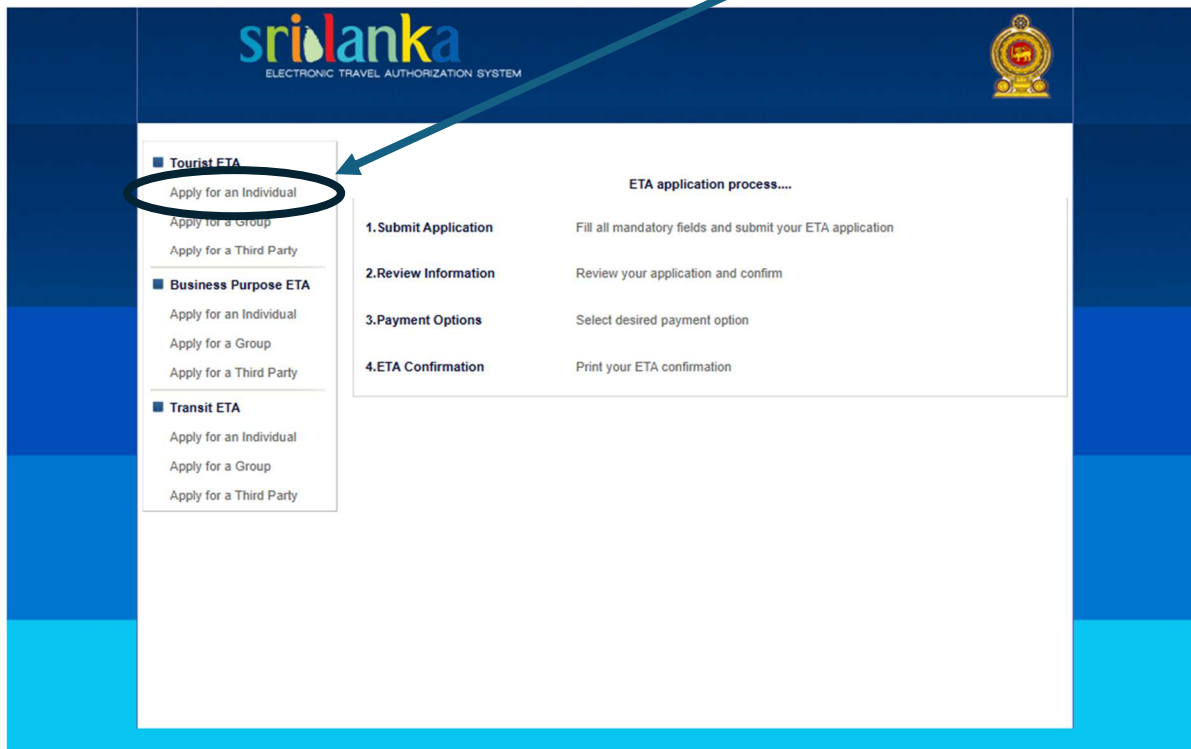 srilanka
ELECTRONIC TRAVEL AUTHORIZATION SYSTEM
Tourist ETA
Apply for an Individual
Apply for a Group
Apply for a Third Party
Business Purpose ETA
Apply for an Individual
Apply for a Group
Apply for a Third Party
Transit ETA
Apply for an Individual
Apply for a Group
Apply for a Third Party
ETA application process....
1.Submit Application Fill all mandatory fields and submit your ETA application
2.Review Information Review your application and confirm
3.Payment Options Select desired payment option
4.ETA Confirmation Print your ETA confirmation